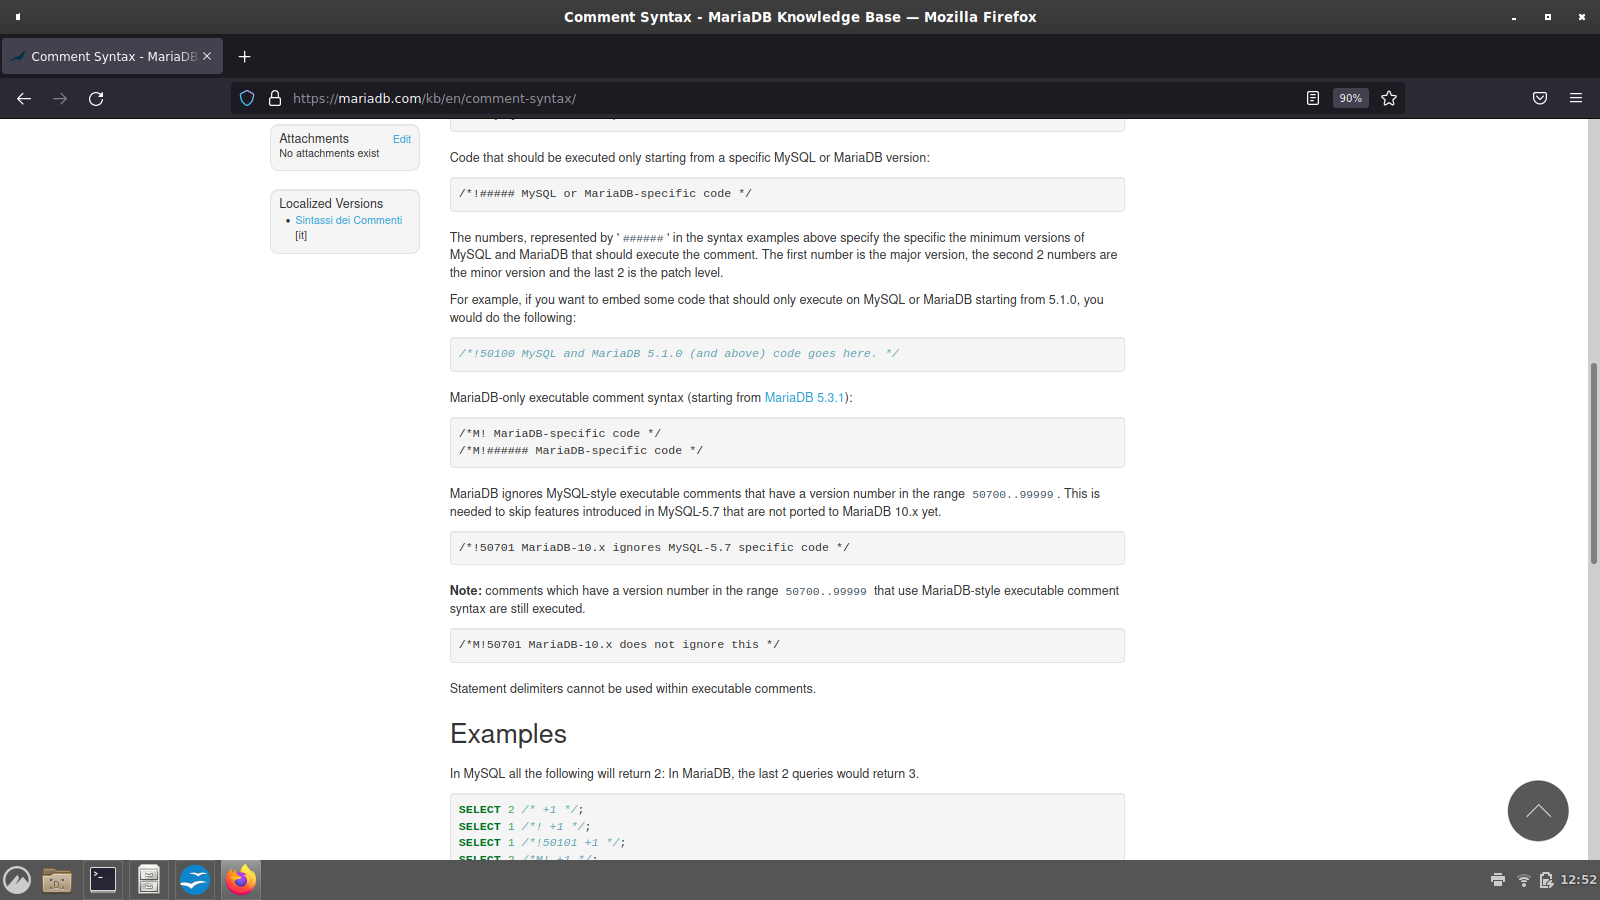 Comment Syntax - MariaDB Knowledge Base — Mozilla Firefox
Comment Syntax - MariaDB
https://mariadb.com/kb/en/comment-syntax/
90%
Attachments Edit
No attachments exist
Localized Versions
Sintassi dei Commenti
[it]
Code that should be executed only starting from a specific MySQL or MariaDB version:
/*!##### MySQL or MariaDB-specific code */
The numbers, represented by ' ###### ' in the syntax examples above specify the specific the minimum versions of
MySQL and MariaDB that should execute the comment. The first number is the major version, the second 2 numbers are
the minor version and the last 2 is the patch level.
For example, if you want to embed some code that should only execute on MySQL or MariaDB starting from 5.1.0, you
would do the following:
/*!50100 MySQL and MariaDB 5.1.0 (and above) code goes here. */
MariaDB-only executable comment syntax (starting from MariaDB 5.3.1):
/*M! MariaDB-specific code */
/*M!###### MariaDB-specific code */
MariaDB ignores MySQL-style executable comments that have a version number in the range 50700..99999 . This is
needed to skip features introduced in MySQL-5.7 that are not ported to MariaDB 10.x yet.
/*!50701 MariaDB-10.x ignores MySQL-5.7 specific code */
Note: comments which have a version number in the range 50700..99999 that use MariaDB-style executable comment
syntax are still executed.
/*M!50701 MariaDB-10.x does not ignore this */
Statement delimiters cannot be used within executable comments.
Examples
In MySQL all the following will return 2: In MariaDB, the last 2 queries would return 3.
SELECT 2 /* +1 */;
SELECT 1 /*! +1 */;
SELECT 1 /*!50101 +1 */;
SELECT 2 /*M! +1 */;
12:52